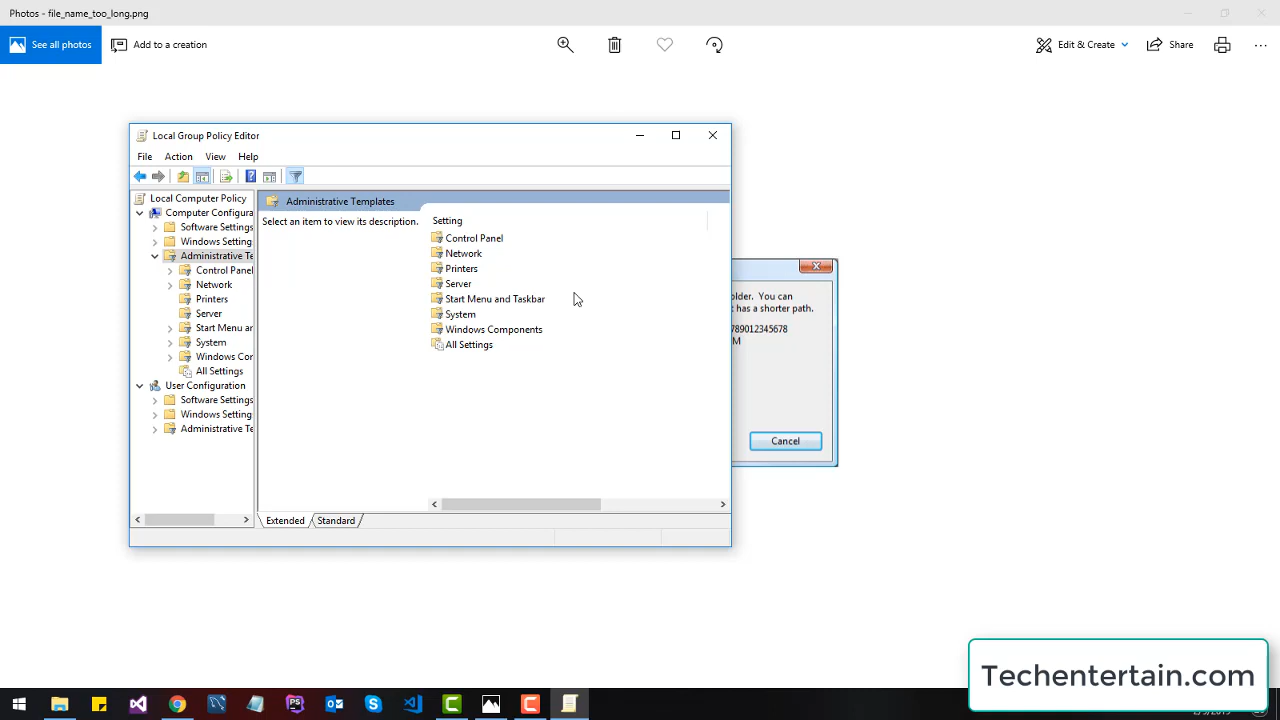 Photos - file_name_too_long.png
See all photos
Add to a creation
Edit & Create
Share
Local Group Policy Editor
File Action View Help
Local Computer Policy
Computer Configura
Software Settings
Windows Setting
Administrative Te
Control Panel
Network
Printers
Server
Start Menu an
System
Windows Con
All Settings
User Configuration
Software Settings
Windows Setting
Administrative Te
Administrative Templates
Select an item to view its description.
Setting
Control Panel
Network
Printers
Server
Start Menu and Taskbar
System
Windows Components
All Settings
Extended Standard
older. You can
t has a shorter path.
789012345678
M
Cancel
Techentertain.com